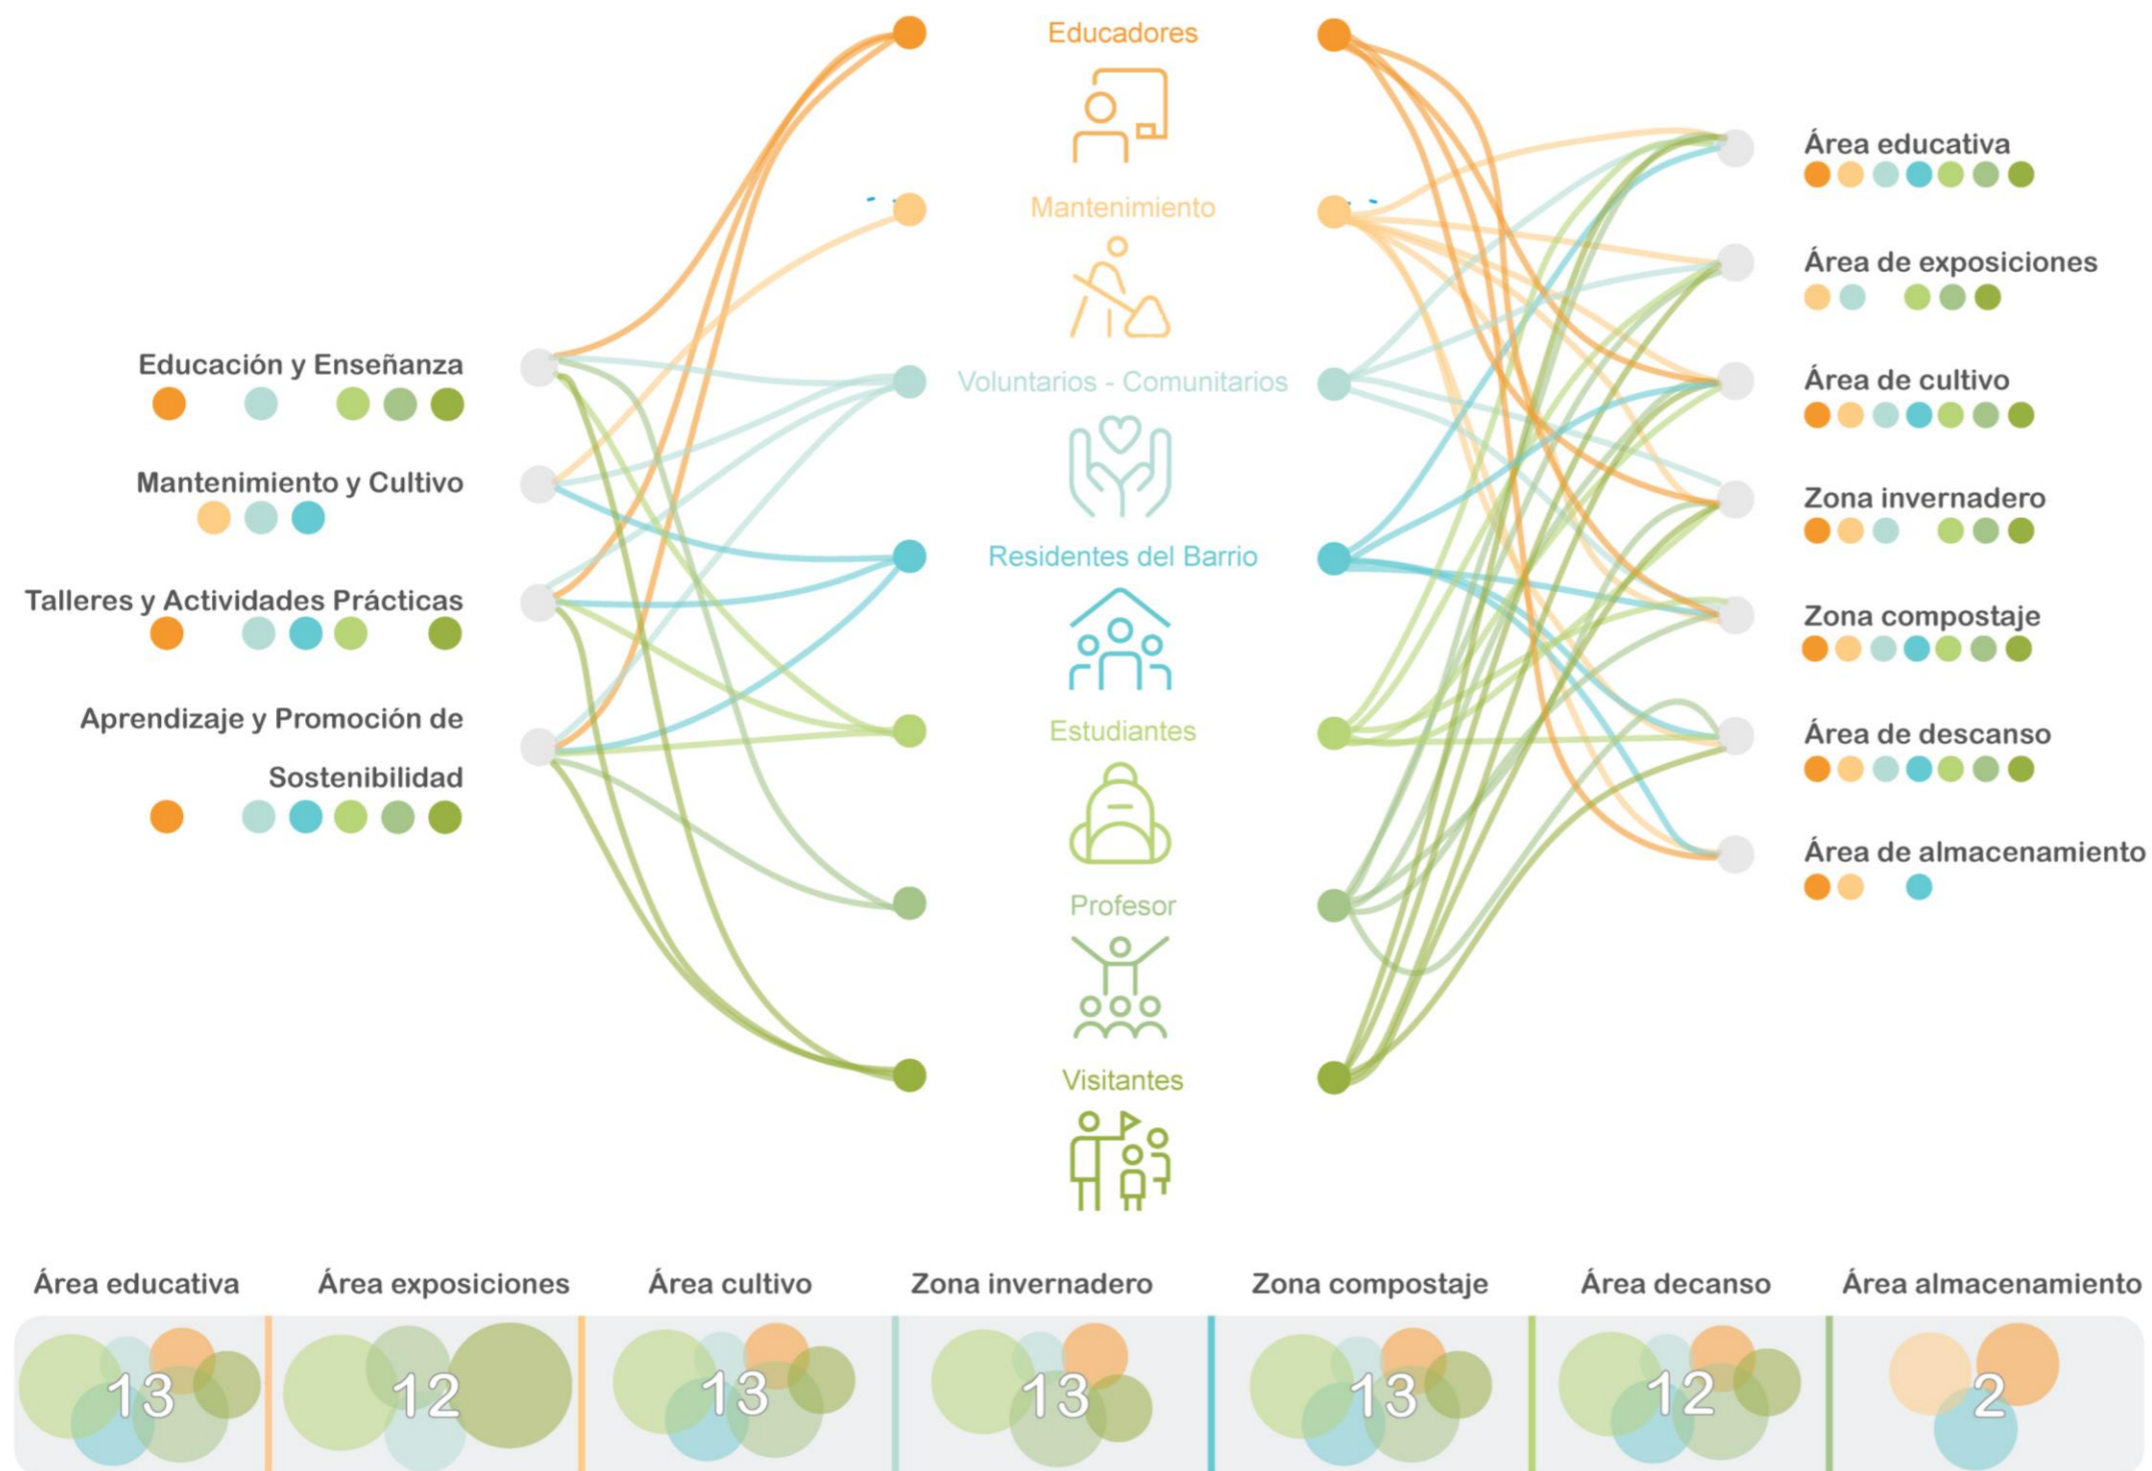 Educadores
Mantenimiento
Voluntarios - Comunitarios
Residentes del Barrio
Estudiantes
Profesor
Visitantes
Educación y Enseñanza
Mantenimiento y Cultivo
Talleres y Actividades Prácticas
Aprendizaje y Promoción de
Sostenibilidad
Área educativa
Área de exposiciones
Área de cultivo
Zona invernadero
Zona compostaje
Área de descanso
Área de almacenamiento
Área educativa
Área exposiciones
Área cultivo
Zona invernadero
Zona compostaje
Área decanso
Área almacenamiento
13
12
13
13
13
12
2